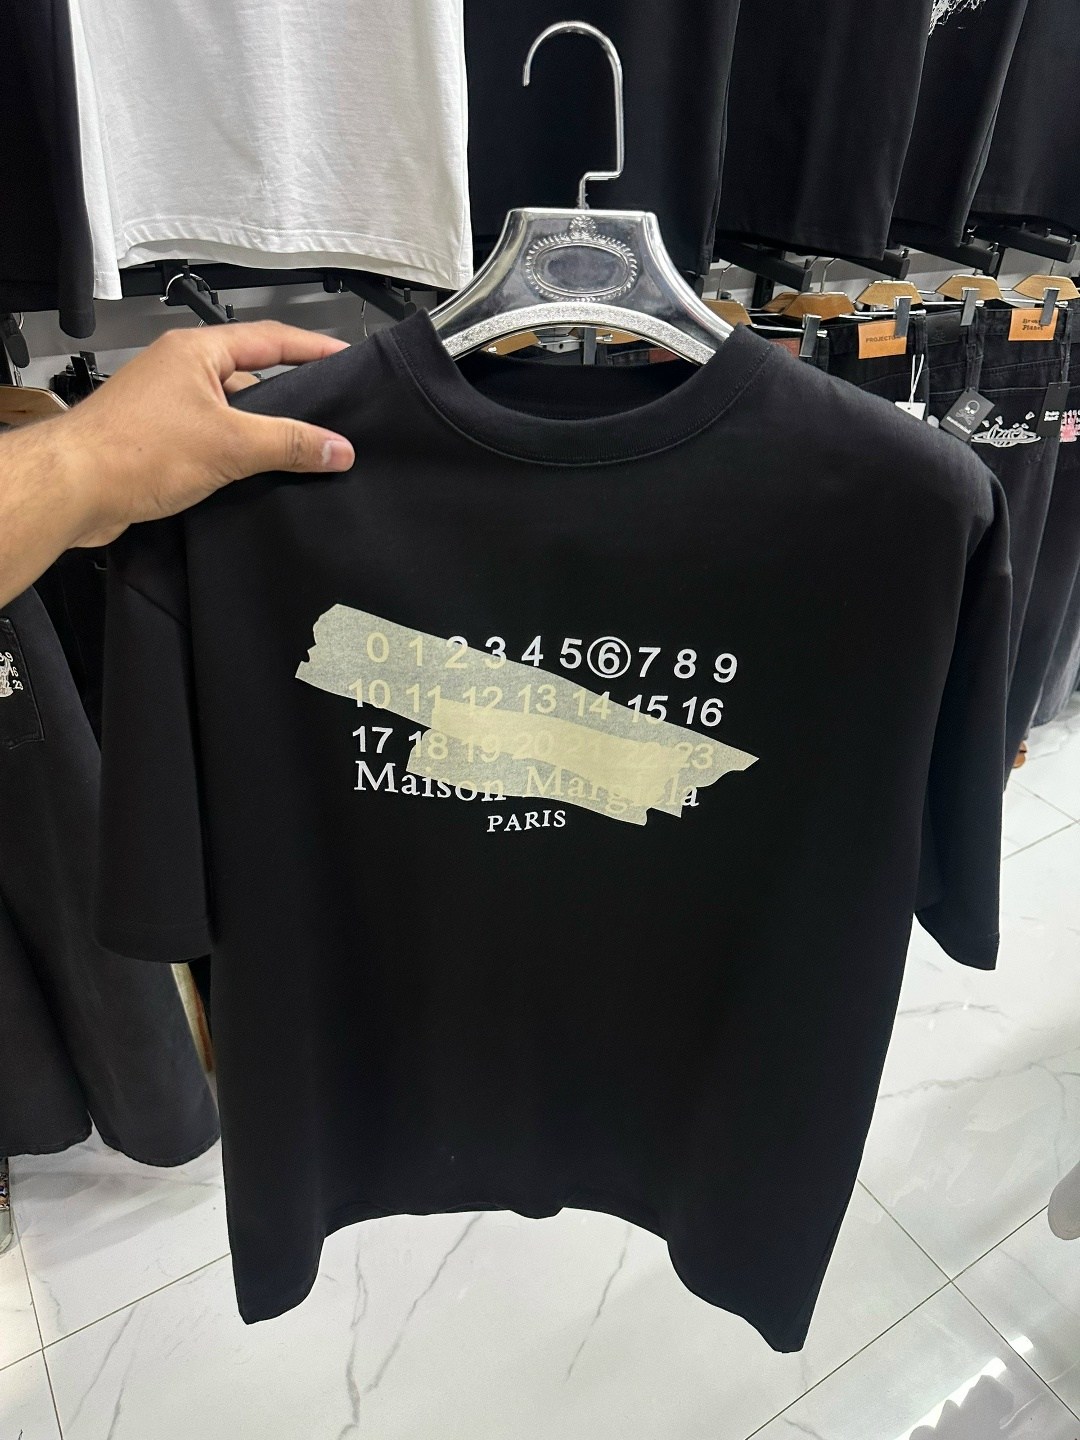 0 1 2 3 4 5 6 7 8 9
10 11 12 13 14 15 16
17 18 19 20 21 22 23
Maison Margiela
PARIS
PROJECT